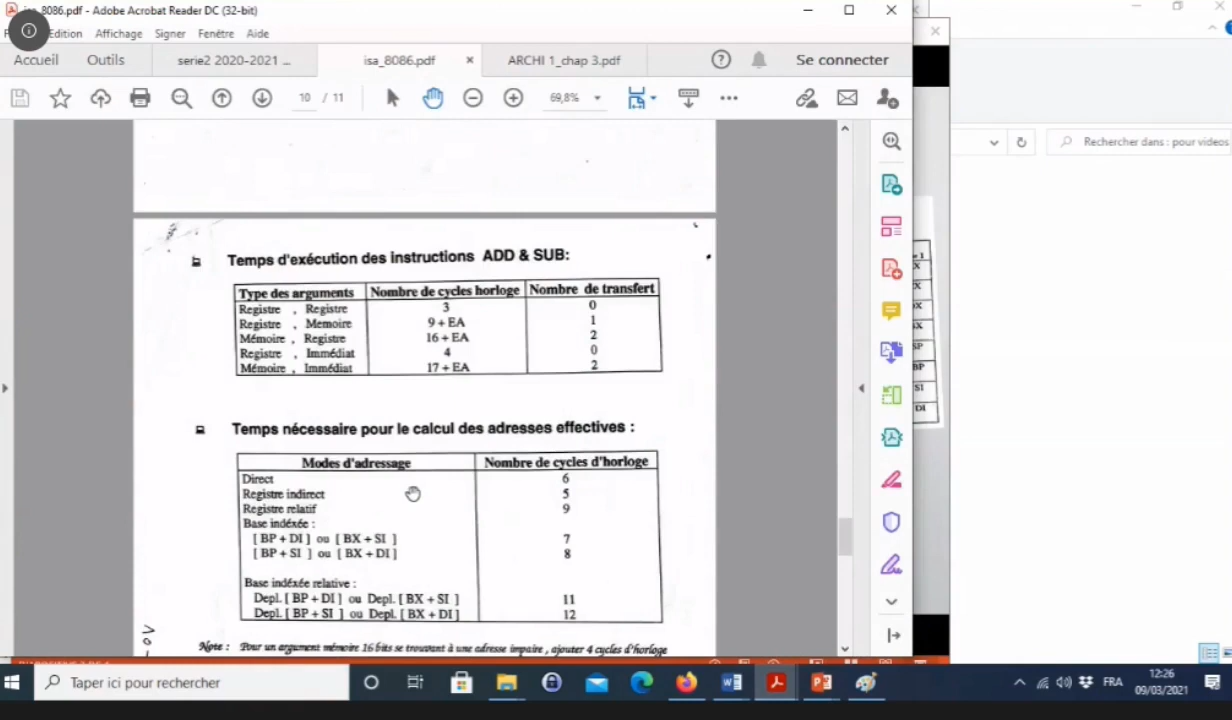 isa_8086.pdf - Adobe Acrobat Reader DC (32-bit)
Edition Affichage Signer Fenêtre Aide
Accueil Outils serie2 2020-2021 ... isa_8086.pdf × ARCHI 1_chap 3.pdf Se connecter
10 / 11 69,8%
Rechercher dans : pour videos
Temps d'exécution des instructions ADD & SUB:
Type des arguments Nombre de cycles horloge Nombre de transfert
Registre , Registre 3 0
Registre , Memoire 9 + EA 1
Mémoire , Registre 16 + EA 2
Registre , Immédiat 4 0
Mémoire , Immédiat 17 + EA 2
SP
BP
SI
DI
Temps nécessaire pour le calcul des adresses effectives :
Modes d'adressage Nombre de cycles d'horloge
Direct 6
Registre indirect 5
Registre relatif 9
Base indéxée :
[ BP + DI ] ou [ BX + SI ] 7
[ BP + SI ] ou [ BX + DI ] 8
Base indéxée relative :
Depl. [ BP + DI ] ou Depl. [ BX + SI ] 11
Depl. [ BP + SI ] ou Depl. [ BX + DI ] 12
Note : Pour un argument mémoire 16 bits se trouvant à une adresse impaire, ajouter 4 cycles d'horloge
Taper ici pour rechercher
FRA
12:26
09/03/2021